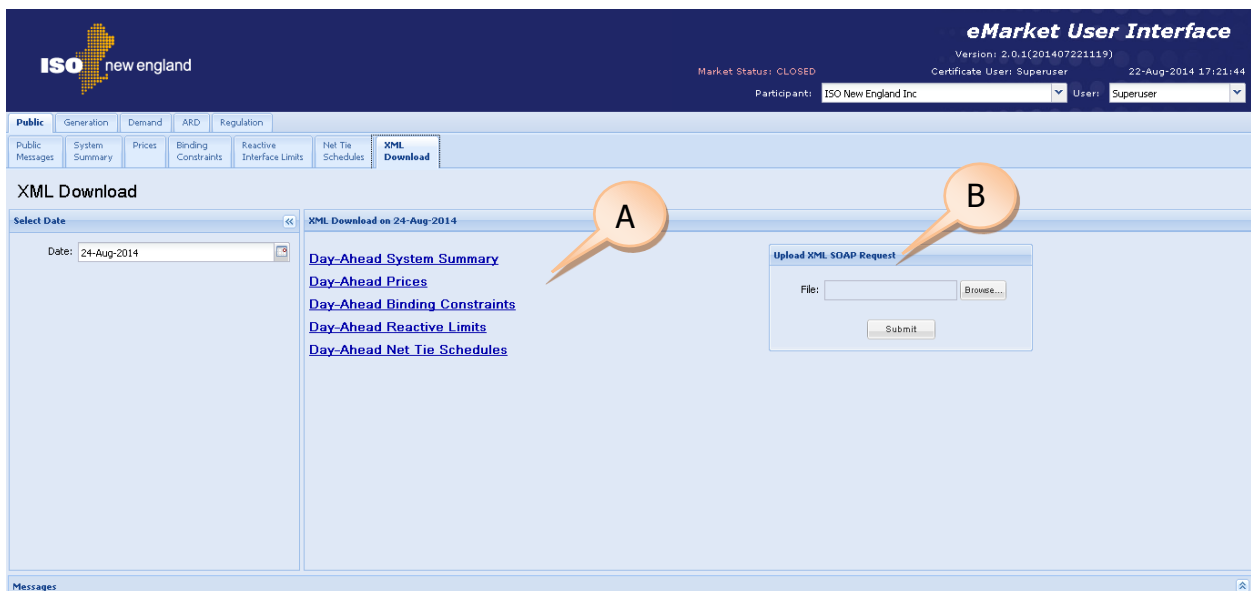 eMarket User Interface
ISO new england
Version: 2.0.1(201407221119)
Market Status: CLOSED Certificate User: Superuser 22-Aug-2014 17:21:44
Participant: ISO New England Inc User: Superuser
Public Generation Demand ARD Regulation
Public Messages System Summary Prices Binding Constraints Reactive Interface Limits Net Tie Schedules XML Download
XML Download
A
B
Select Date XML Download on 24-Aug-2014
Date: 24-Aug-2014
Day-Ahead System Summary
Day-Ahead Prices
Day-Ahead Binding Constraints
Day-Ahead Reactive Limits
Day-Ahead Net Tie Schedules
Upload XML SOAP Request
File: Browse...
Submit
Messages